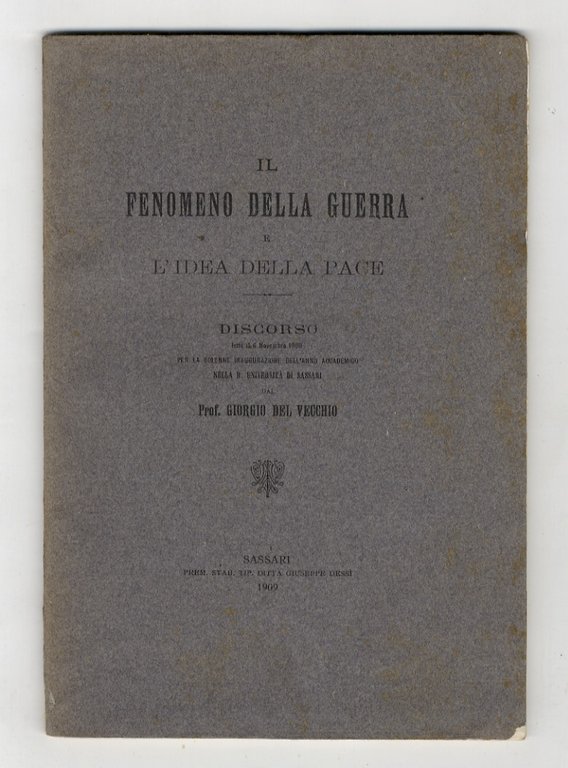 IL
FENOMENO DELLA GUERRA
E
L'IDEA DELLA PACE
DISCORSO
letto il 6 Novembre
PER LA SOLENNE INAUGURAZIONE DELL'ANNO ACCADEMICO
NELLA R. UNIVERSITÀ DI SASSARI
DAL
Prof. GIORGIO DEL VECCHIO
SASSARI
PREM. STAB. TIP. DITTA GIUSEPPE DESSÌ
1909